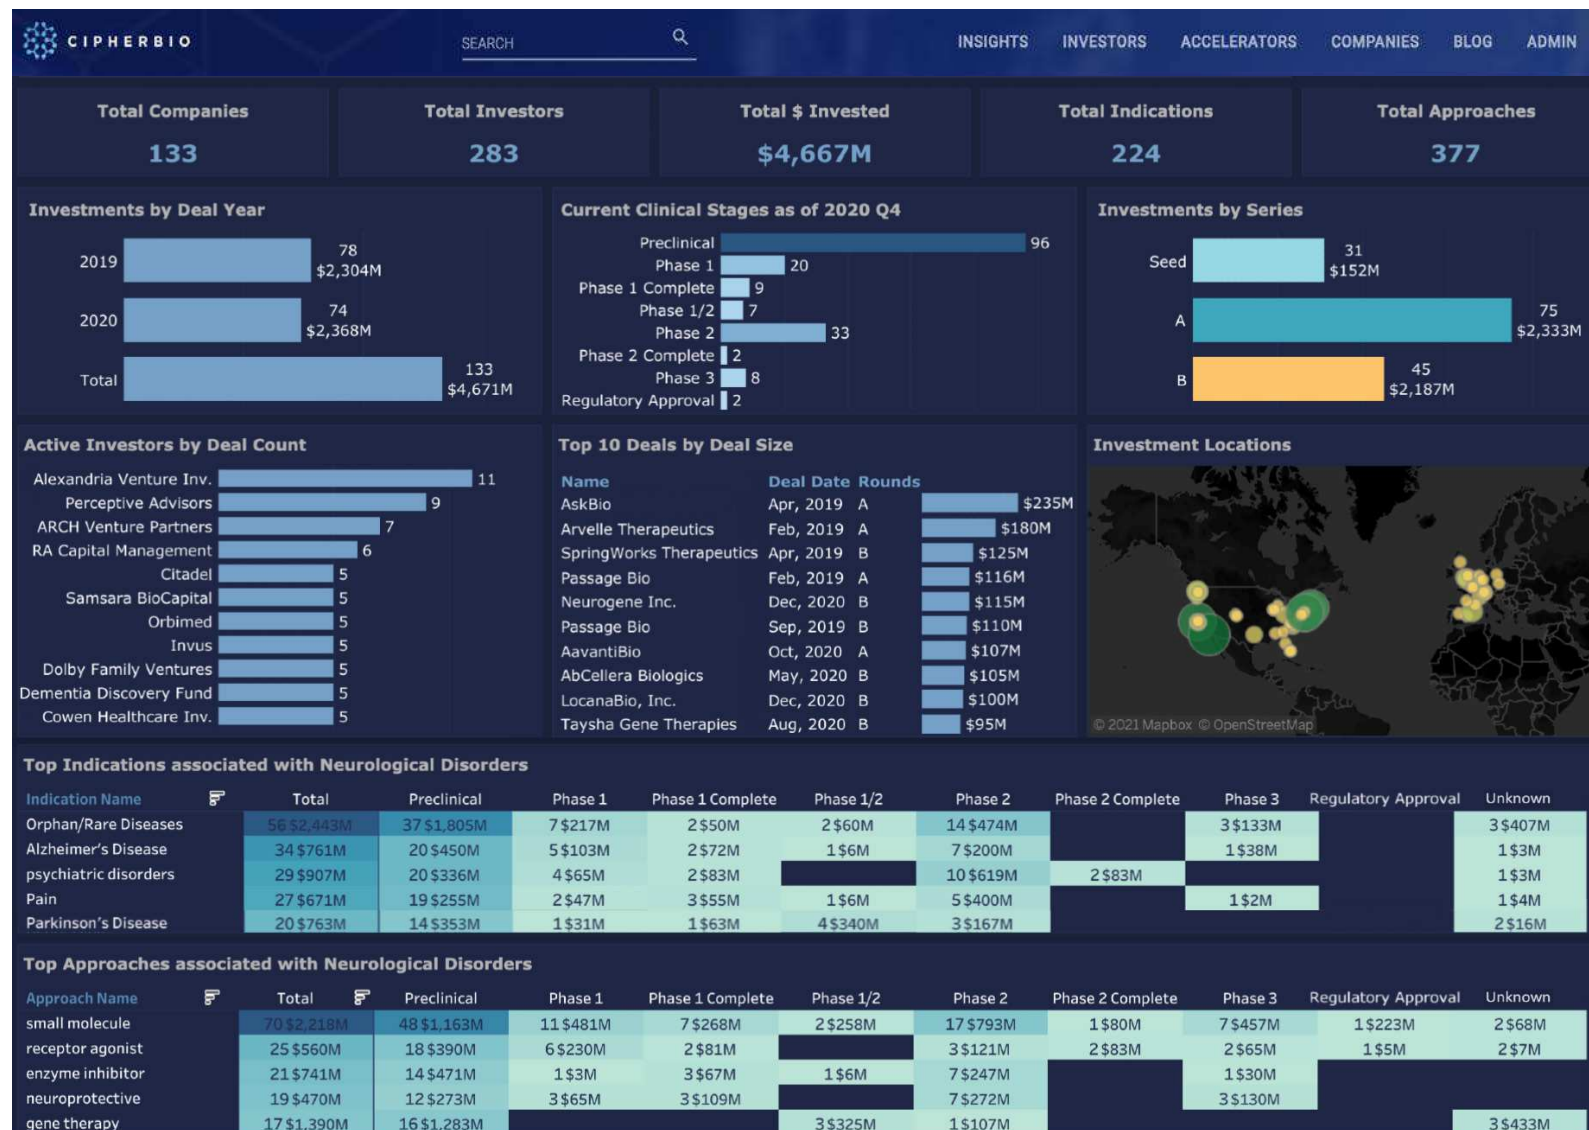 CIPHERBIO SEARCH INSIGHTS INVESTORS ACCELERATORS COMPANIES BLOG ADMIN
Total Companies Total Investors Total $ Invested Total Indications Total Approaches
133 283 $4,667M 224 377
Investments by Deal Year
2019 78
$2,304M
2020 74
$2,368M
Total 133
$4,671M
Current Clinical Stages as of 2020 Q4
Preclinical 96
Phase 1 20
Phase 1 Complete 9
Phase 1/2 7
Phase 2 33
Phase 2 Complete 2
Phase 3 8
Regulatory Approval 2
Investments by Series
Seed 31
$152M
A 75
$2,333M
B 45
$2,187M
Active Investors by Deal Count
Alexandria Venture Inv. 11
Perceptive Advisors 9
ARCH Venture Partners 7
RA Capital Management 6
Citadel 5
Samsara BioCapital 5
Orbimed 5
Invus 5
Dolby Family Ventures 5
Dementia Discovery Fund 5
Cowen Healthcare Inv. 5
Top 10 Deals by Deal Size
Name Deal Date Rounds
AskBio Apr, 2019 A $235M
Arvelle Therapeutics Feb, 2019 A $180M
SpringWorks Therapeutics Apr, 2019 B $125M
Passage Bio Feb, 2019 A $116M
Neurogene Inc. Dec, 2020 B $115M
Passage Bio Sep, 2019 B $110M
AavantiBio Oct, 2020 A $107M
AbCellera Biologics May, 2020 B $105M
LocanaBio, Inc. Dec, 2020 B $100M
Taysha Gene Therapies Aug, 2020 B $95M
Investment Locations
© 2021 Mapbox © OpenStreetMap
Top Indications associated with Neurological Disorders
Indication Name Total Preclinical Phase 1 Phase 1 Complete Phase 1/2 Phase 2 Phase 2 Complete Phase 3 Regulatory Approval Unknown
Orphan/Rare Diseases 56 $2,443M 37 $1,805M 7 $217M 2 $50M 2 $60M 14 $474M 3 $133M 3 $407M
Alzheimer's Disease 34 $761M 20 $450M 5 $103M 2 $72M 1 $6M 7 $200M 1 $38M 1 $3M
psychiatric disorders 29 $907M 20 $336M 4 $65M 2 $83M 10 $619M 2 $83M 1 $3M
Pain 27 $671M 19 $255M 2 $47M 3 $55M 1 $6M 5 $400M 1 $2M 1 $4M
Parkinson's Disease 20 $763M 14 $353M 1 $31M 1 $63M 4 $340M 3 $167M 2 $16M
Top Approaches associated with Neurological Disorders
Approach Name Total Preclinical Phase 1 Phase 1 Complete Phase 1/2 Phase 2 Phase 2 Complete Phase 3 Regulatory Approval Unknown
small molecule 70 $2,218M 48 $1,163M 11 $481M 7 $268M 2 $258M 17 $793M 1 $80M 7 $457M 1 $223M 2 $68M
receptor agonist 25 $560M 18 $390M 6 $230M 2 $81M 3 $121M 2 $83M 2 $65M 1 $5M 2 $7M
enzyme inhibitor 21 $741M 14 $471M 1 $3M 3 $67M 1 $6M 7 $247M 1 $30M
neuroprotective 19 $470M 12 $273M 3 $65M 3 $109M 7 $272M 3 $130M
gene therapy 17 $1,390M 16 $1,283M 3 $325M 1 $107M 3 $433M